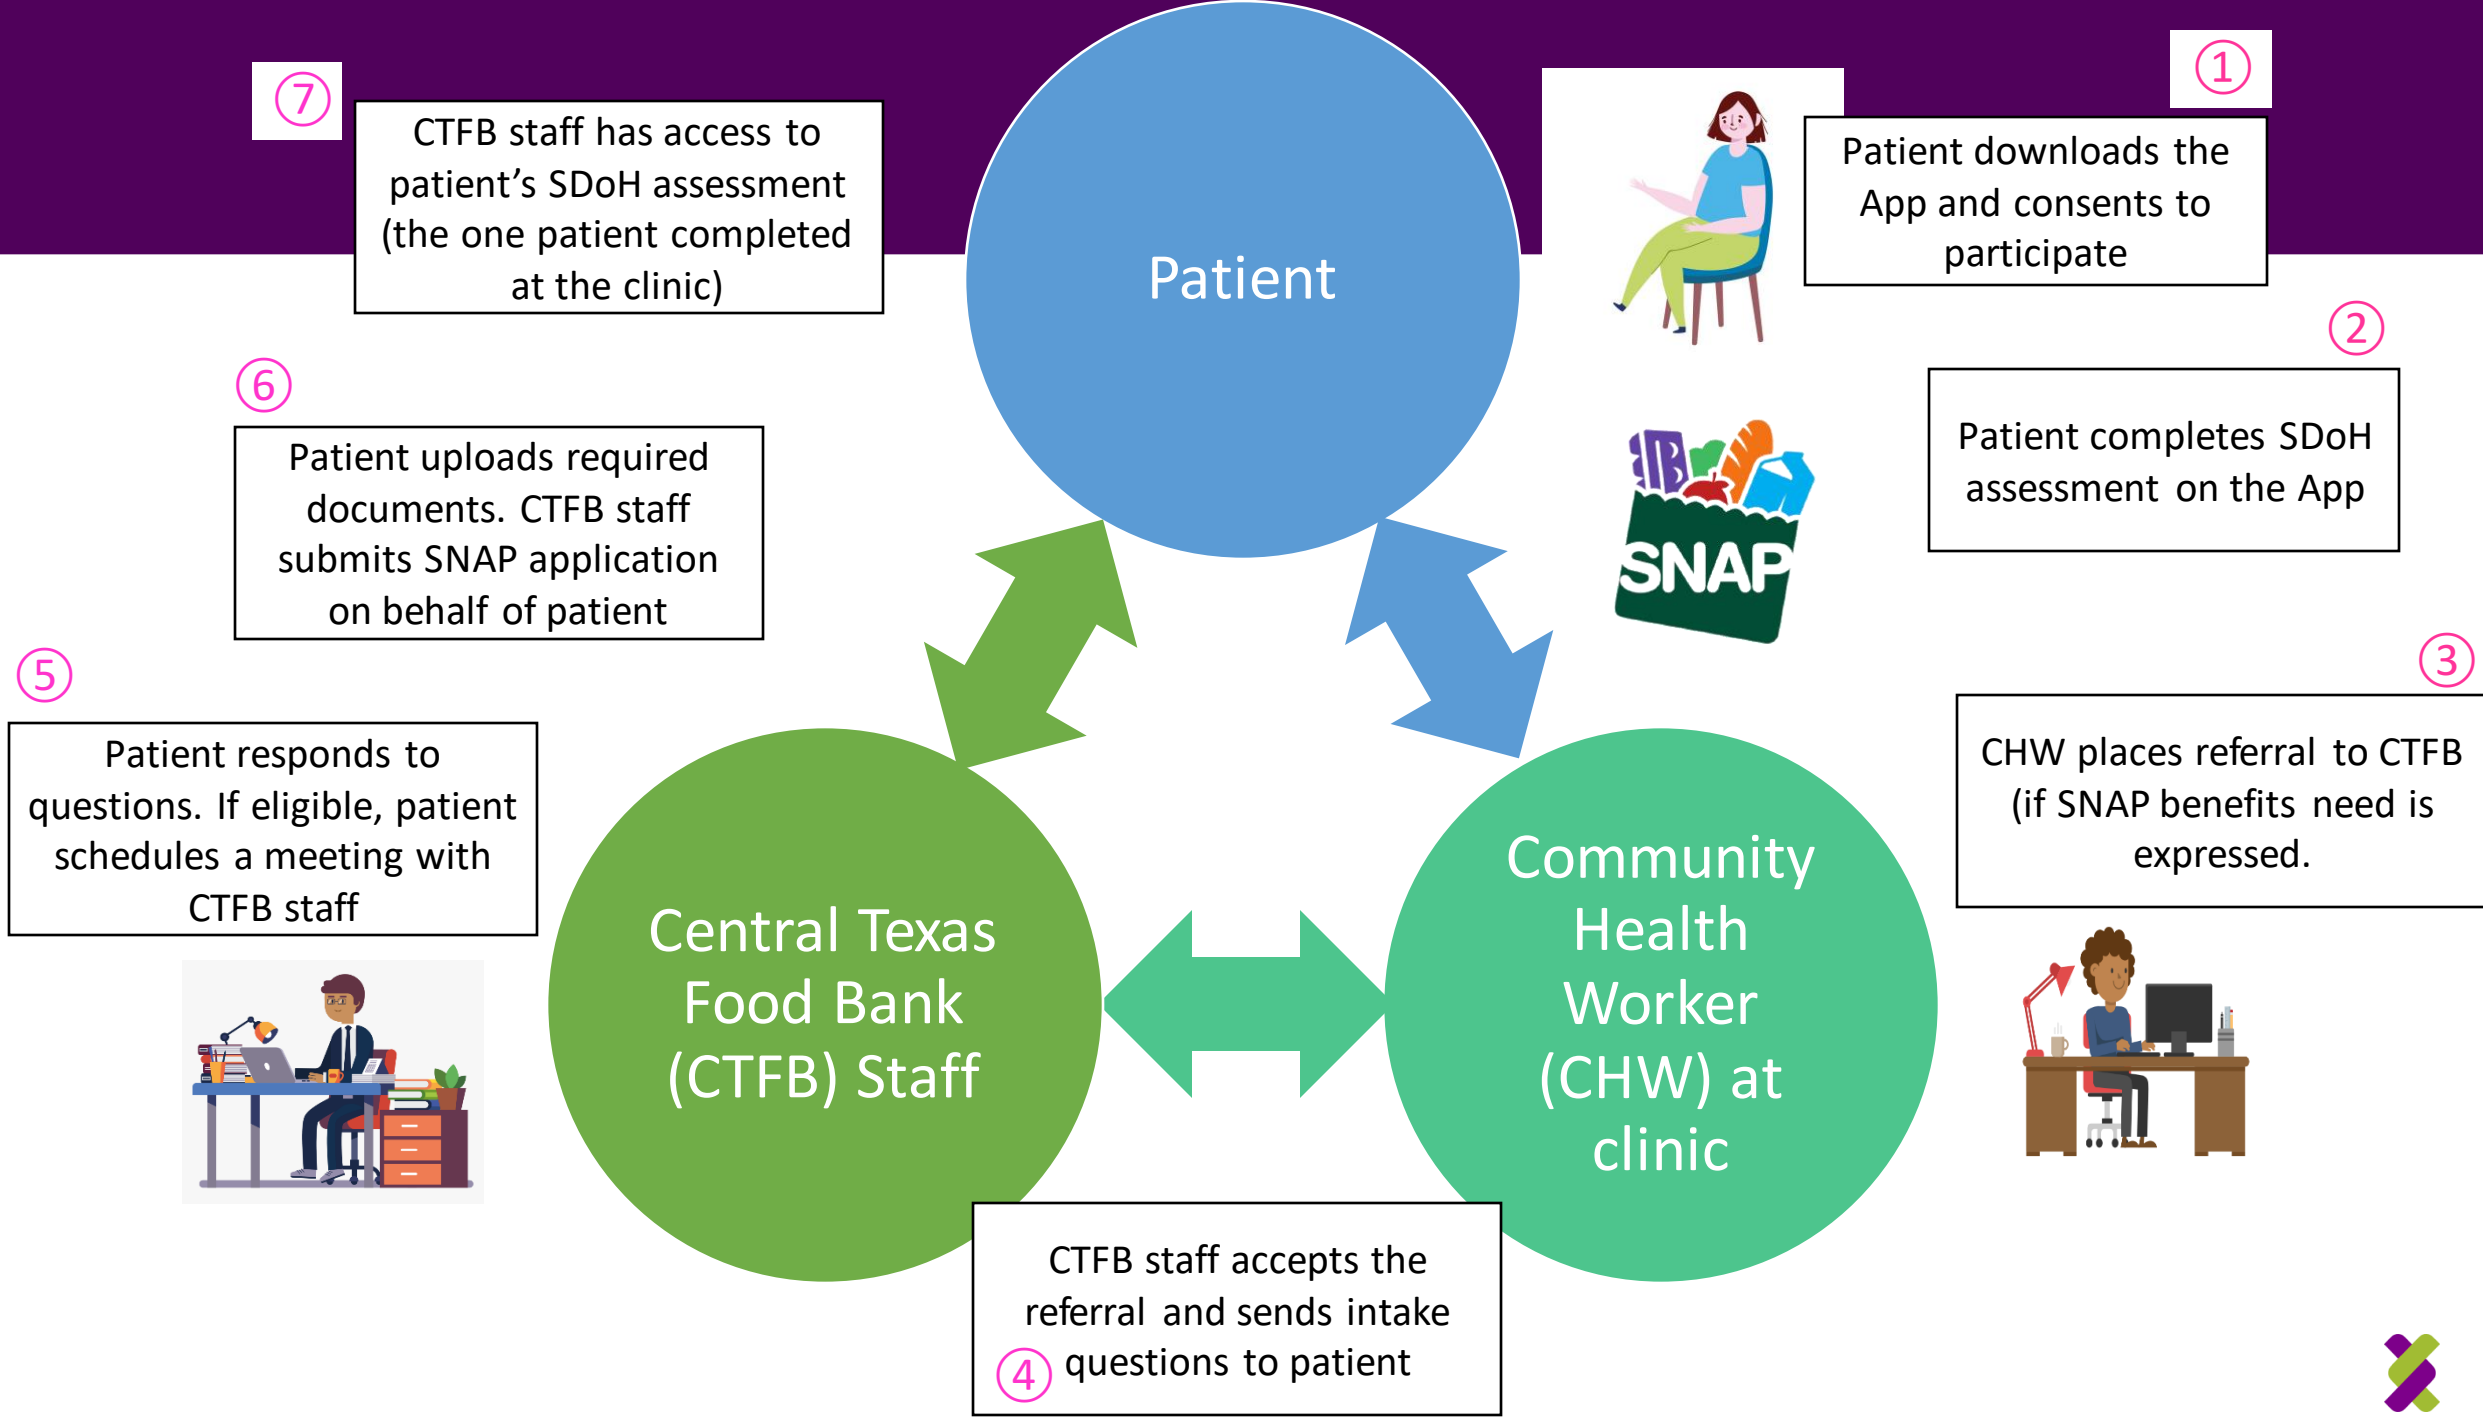 ①
Patient downloads the
App and consents to
participate
②
Patient completes SDoH
assessment on the App
③
CHW places referral to CTFB
(if SNAP benefits need is
expressed.
④
CTFB staff accepts the
referral and sends intake
questions to patient
⑤
Patient responds to
questions. If eligible, patient
schedules a meeting with
CTFB staff
⑥
Patient uploads required
documents. CTFB staff
submits SNAP application
on behalf of patient
⑦
CTFB staff has access to
patient’s SDoH assessment
(the one patient completed
at the clinic)
Patient
SNAP
Community
Health
Worker
(CHW) at
clinic
Central Texas
Food Bank
(CTFB) Staff